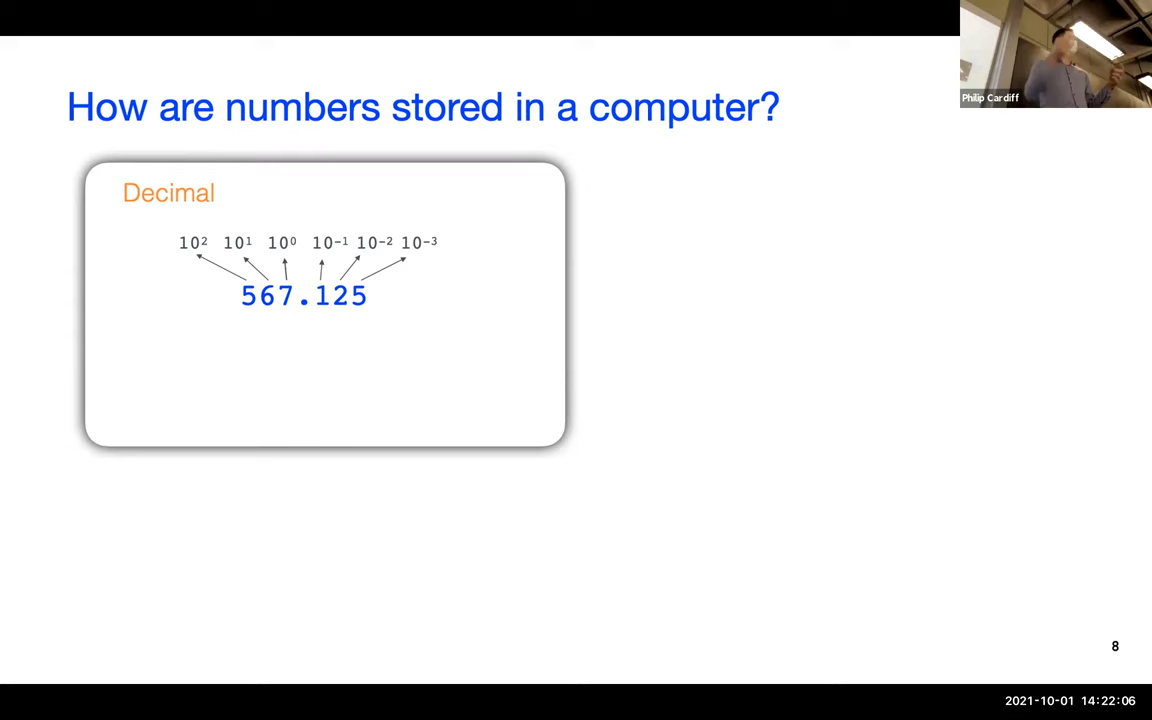 How are numbers stored in a computer?
Philip Cardiff
Decimal
10² 10¹ 10⁰ 10⁻¹ 10⁻² 10⁻³
567.125
8
2021-10-01 14:22:06